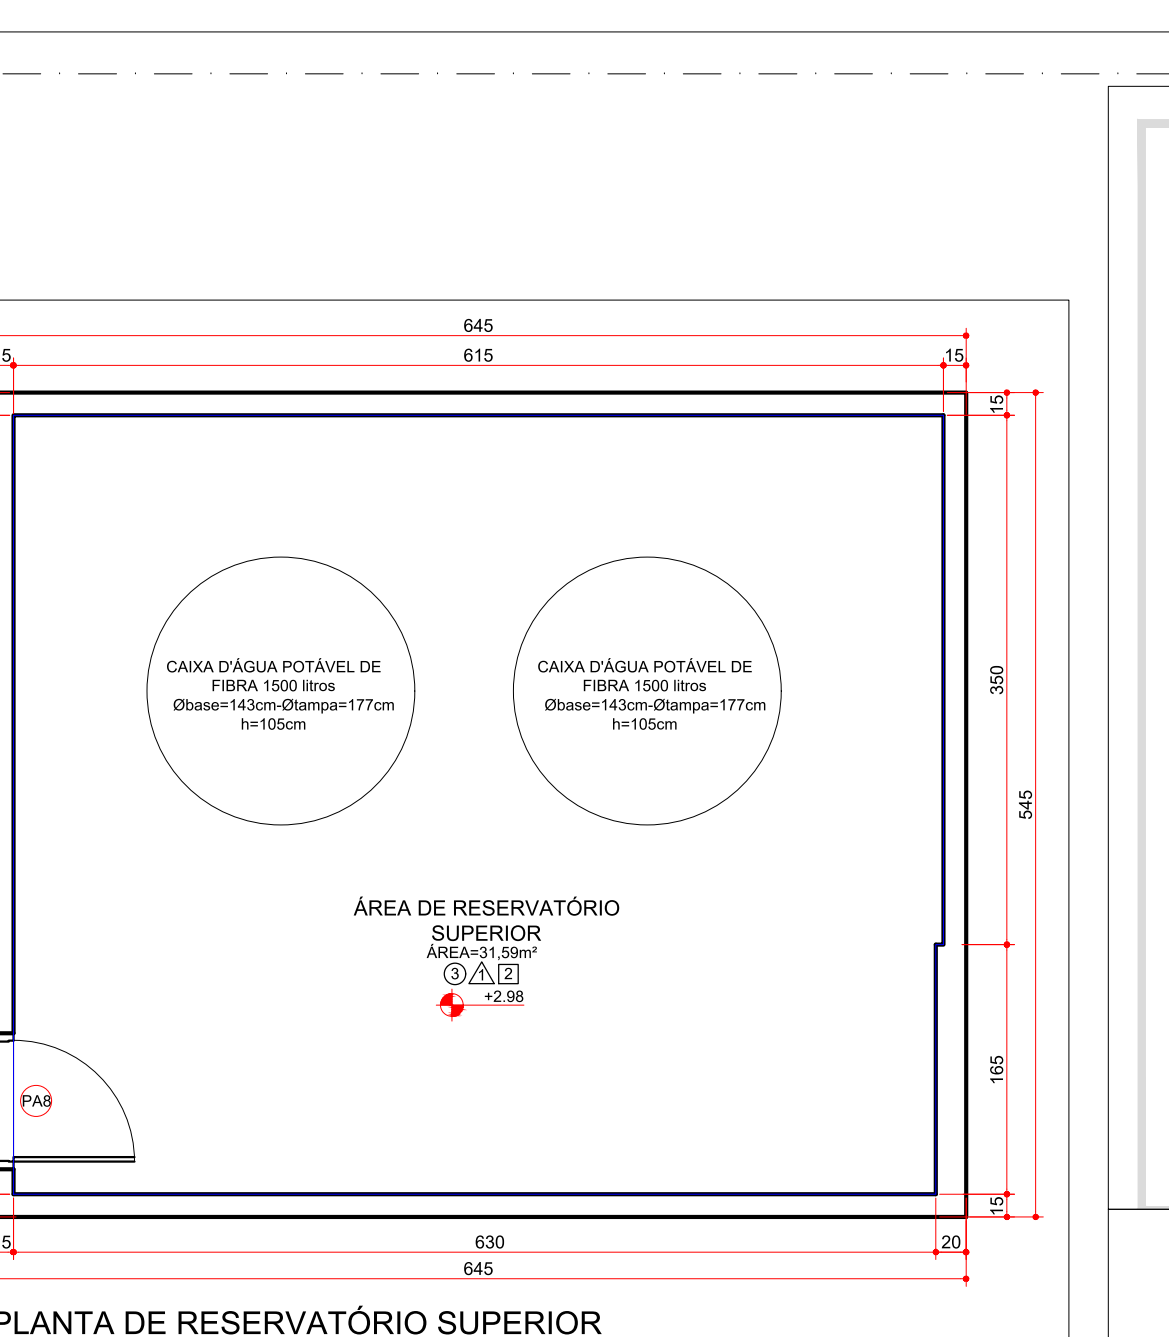 645
5
615
15
15
350
545
165
15
CAIXA D'ÁGUA POTÁVEL DE
FIBRA 1500 litros
Øbase=143cm-Øtampa=177cm
h=105cm
CAIXA D'ÁGUA POTÁVEL DE
FIBRA 1500 litros
Øbase=143cm-Øtampa=177cm
h=105cm
ÁREA DE RESERVATÓRIO
SUPERIOR
ÁREA=31,59m²
3 1 2
+2.98
PA8
5
630
20
645
PLANTA DE RESERVATÓRIO SUPERIOR